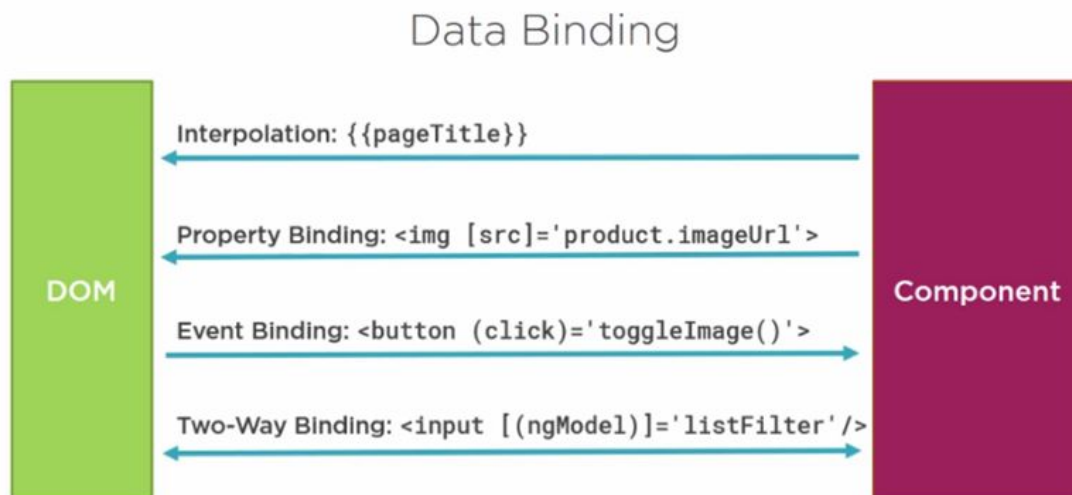 Data Binding
Interpolation: {{pageTitle}}
Property Binding: <img [src]='product.imageUrl'>
DOM
Component
Event Binding: <button (click)='toggleImage()'>
Two-Way Binding: <input [(ngModel)]='listFilter'/>